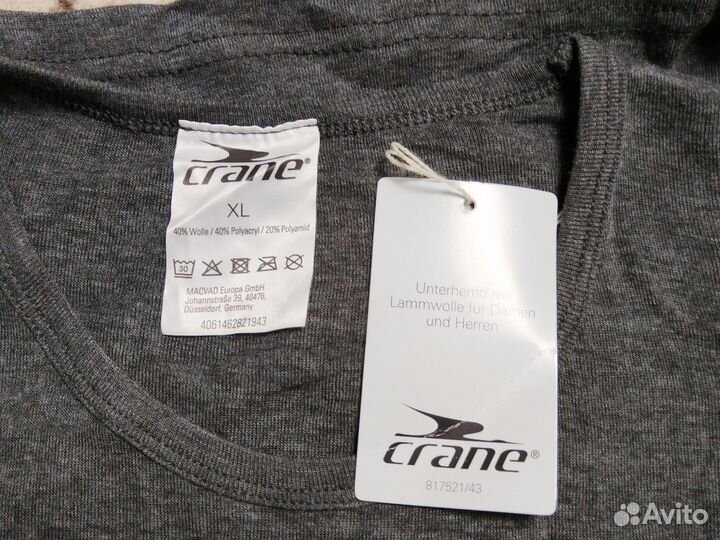 crane®
XL
40% Wolle / 40% Polyacryl / 20% Polyamid
30
MACVAD Europa GmbH
Johannstraße 39, 40476,
Düsseldorf, Germany
4061462821943
Unterhemd mit
Lammwolle für Damen
und Herren
crane®
817521/43
Avito